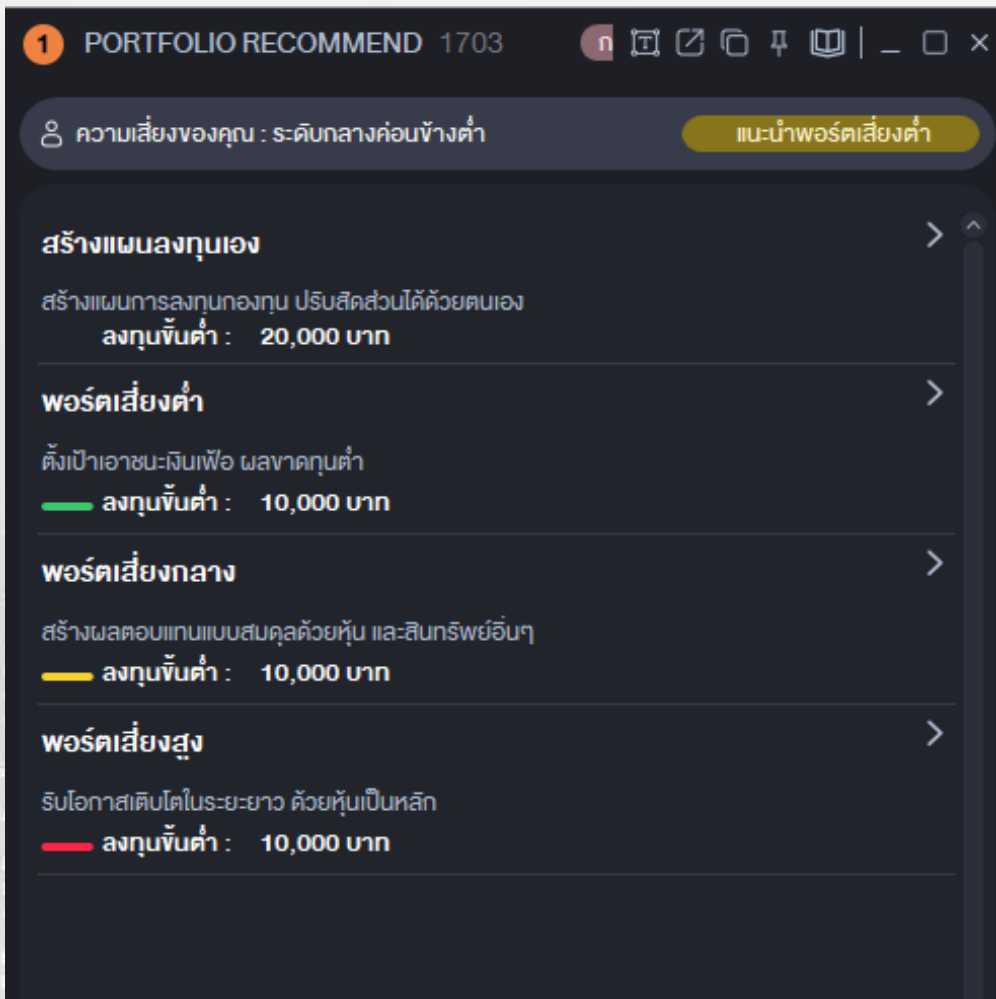 1 PORTFOLIO RECOMMEND 1703 ก
ความเสี่ยงของคุณ : ระดับกลางค่อนข้างต่ำ แนะนำพอร์ตเสี่ยงต่ำ
สร้างแผนลงทุนเอง
สร้างแผนการลงทุนกองทุน ปรับสัดส่วนได้ด้วยตนเอง
ลงทุนขั้นต่ำ : 20,000 บาท
พอร์ตเสี่ยงต่ำ
ตั้งเป้าเอาชนะเงินเฟ้อ ผลขาดทุนต่ำ
ลงทุนขั้นต่ำ : 10,000 บาท
พอร์ตเสี่ยงกลาง
สร้างผลตอบแทนแบบสมดุลด้วยหุ้น และสินทรัพย์อื่นๆ
ลงทุนขั้นต่ำ : 10,000 บาท
พอร์ตเสี่ยงสูง
รับโอกาสเติบโตในระยะยาว ด้วยหุ้นเป็นหลัก
ลงทุนขั้นต่ำ : 10,000 บาท